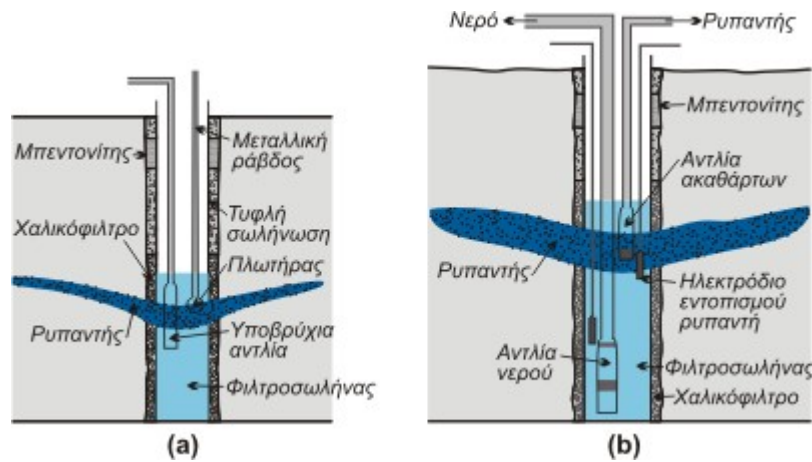 Μπεντονίτης
Μεταλλική
ράβδος
Χαλικόφιλτρο
Τυφλή
σωλήνωση
Πλωτήρας
Ρυπαντής
Υποβρύχια
αντλία
Φιλτροσωλήνας
(a)
Νερό
Ρυπαντής
Μπεντονίτης
Αντλία
ακαθάρτων
Ρυπαντής
Ηλεκτρόδιο
εντοπισμού
ρυπαντή
Αντλία
νερού
Φιλτροσωλήνας
Χαλικόφιλτρο
(b)